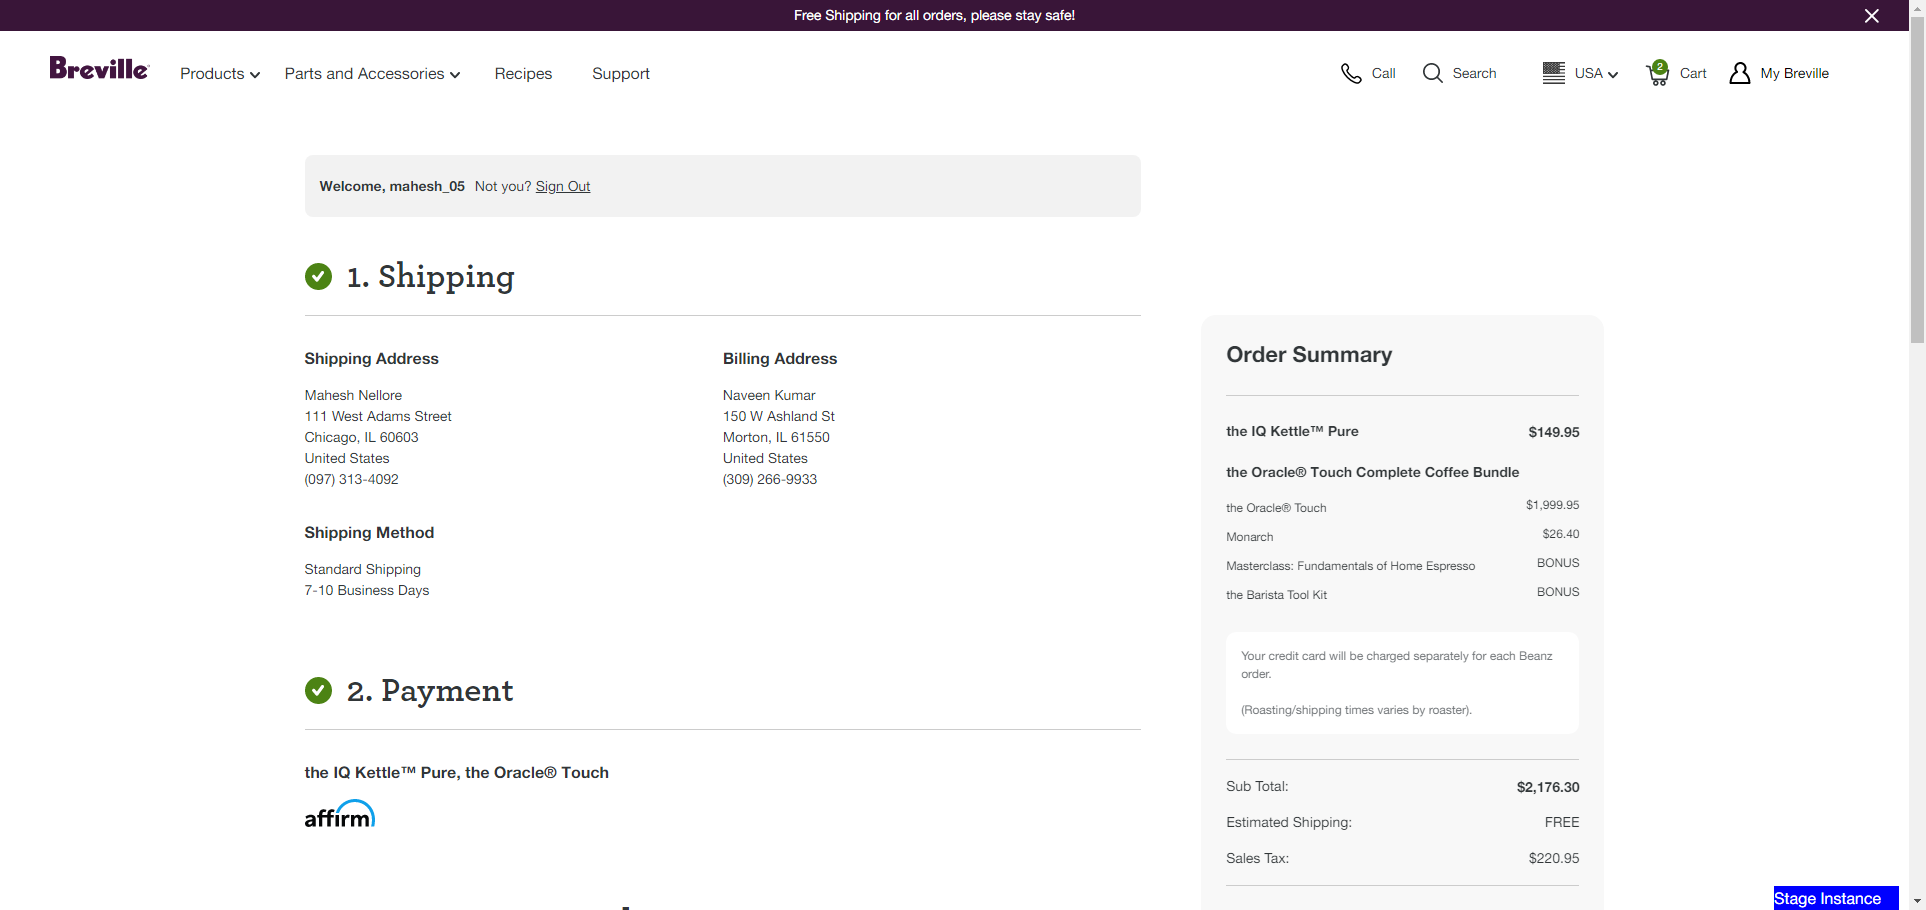 Free Shipping for all orders, please stay safe!
Breville
Products
Parts and Accessories
Recipes
Support
Call
Search
USA
2
Cart
My Breville
Welcome, mahesh_05 Not you? Sign Out
1. Shipping
Shipping Address
Mahesh Nellore
111 West Adams Street
Chicago, IL 60603
United States
(097) 313-4092
Billing Address
Naveen Kumar
150 W Ashland St
Morton, IL 61550
United States
(309) 266-9933
Shipping Method
Standard Shipping
7-10 Business Days
2. Payment
the IQ Kettle™ Pure, the Oracle® Touch
affirm
Order Summary
the IQ Kettle™ Pure $149.95
the Oracle® Touch Complete Coffee Bundle
the Oracle® Touch $1,999.95
Monarch $26.40
Masterclass: Fundamentals of Home Espresso BONUS
the Barista Tool Kit BONUS
Your credit card will be charged separately for each Beanz
order.
(Roasting/shipping times varies by roaster).
Sub Total: $2,176.30
Estimated Shipping: FREE
Sales Tax: $220.95
Stage Instance